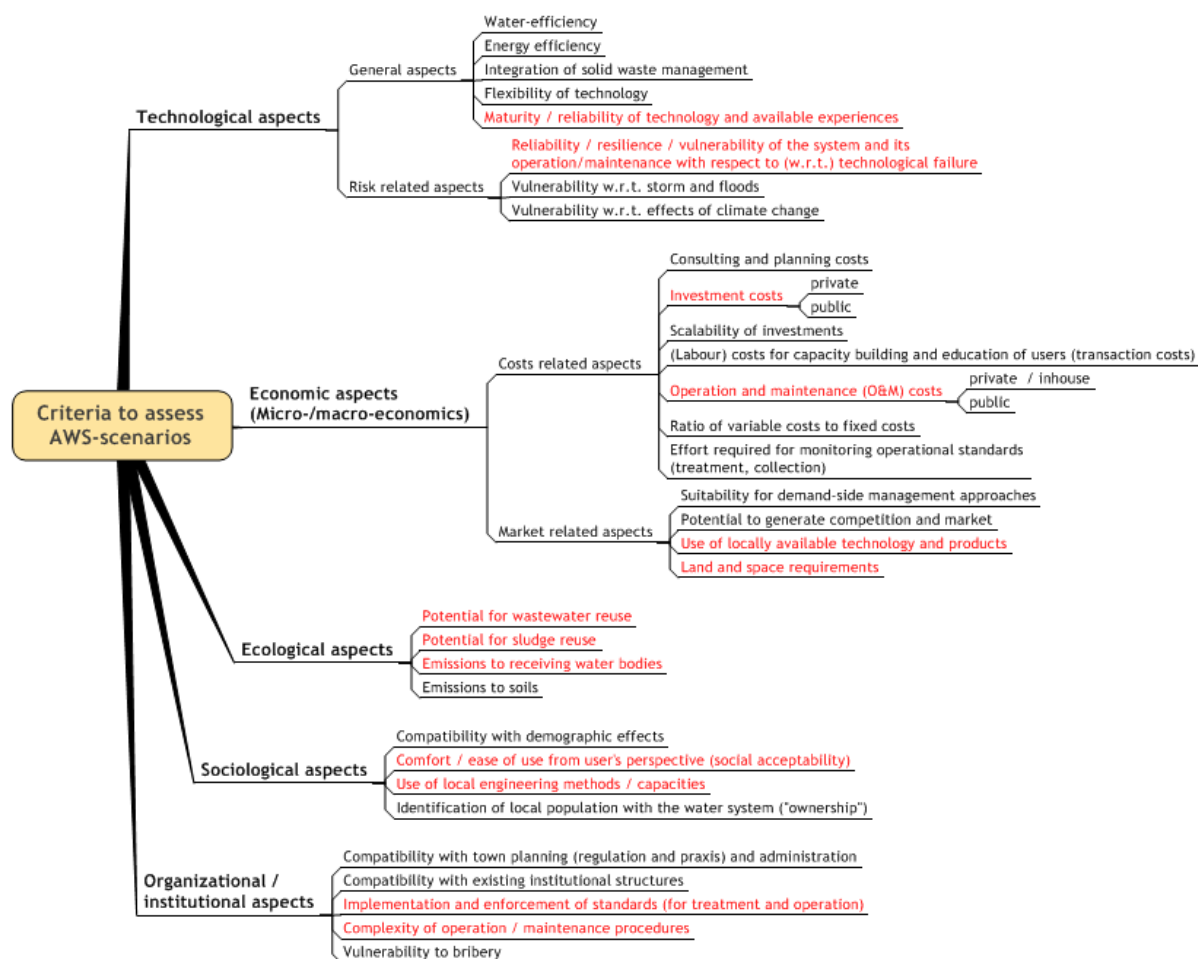 Water-efficiency
Energy efficiency
General aspects
Integration of solid waste management
Flexibility of technology
Technological aspects
Maturity / reliability of technology and available experiences
Reliability / resilience / vulnerability of the system and its
operation/maintenance with respect to (w.r.t.) technological failure
Risk related aspects
Vulnerability w.r.t. storm and floods
Vulnerability w.r.t. effects of climate change
Consulting and planning costs
private
Investment costs
public
Scalability of investments
(Labour) costs for capacity building and education of users (transaction costs)
Costs related aspects
Economic aspects
(Micro-/macro-economics)
private / inhouse
Operation and maintenance (O&M) costs
public
Criteria to assess
AWS-scenarios
Ratio of variable costs to fixed costs
Effort required for monitoring operational standards
(treatment, collection)
Suitability for demand-side management approaches
Potential to generate competition and market
Market related aspects
Use of locally available technology and products
Land and space requirements
Potential for wastewater reuse
Potential for sludge reuse
Ecological aspects
Emissions to receiving water bodies
Emissions to soils
Compatibility with demographic effects
Comfort / ease of use from user's perspective (social acceptability)
Sociological aspects
Use of local engineering methods / capacities
Identification of local population with the water system ("ownership")
Compatibility with town planning (regulation and praxis) and administration
Compatibility with existing institutional structures
Organizational /
institutional aspects
Implementation and enforcement of standards (for treatment and operation)
Complexity of operation / maintenance procedures
Vulnerability to bribery